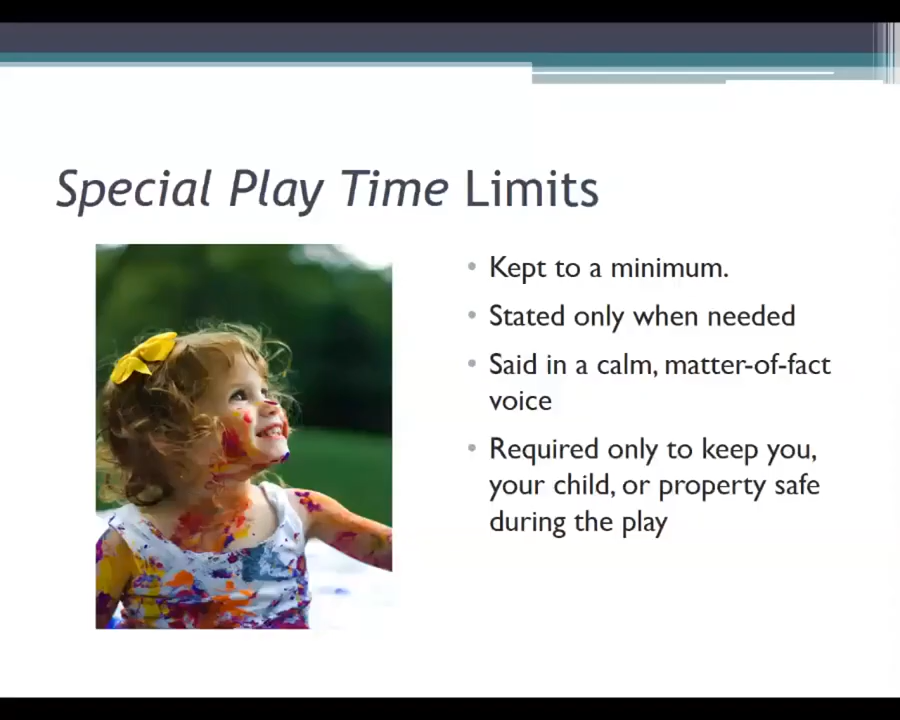 Special Play Time Limits
• Kept to a minimum.
• Stated only when needed
• Said in a calm, matter-of-fact
voice
• Required only to keep you,
your child, or property safe
during the play